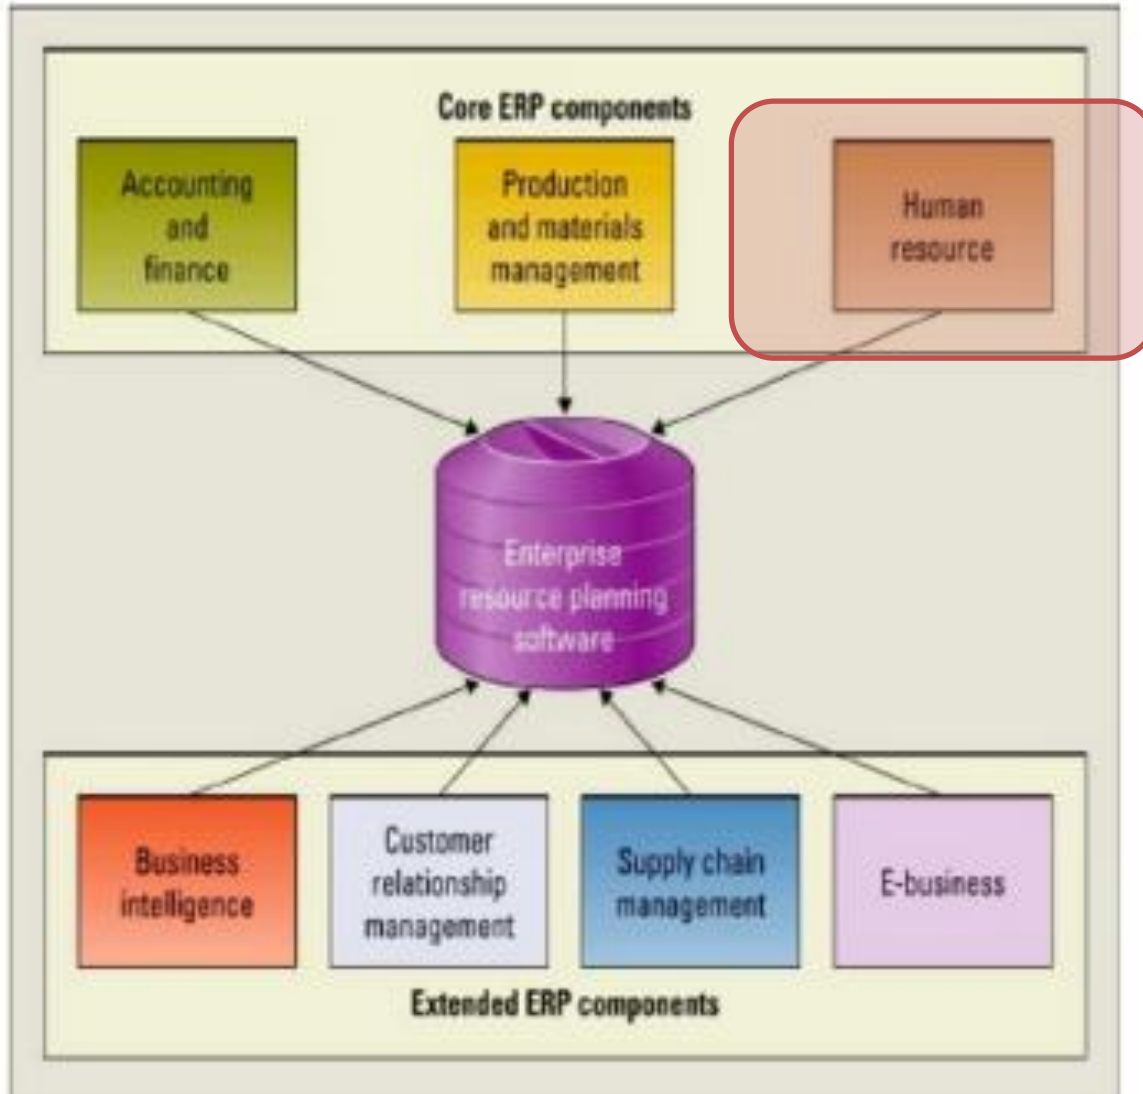 Core ERP components
Accounting
and
finance
Production
and materials
management
Human
resource
Enterprise
resource planning
software
Business
intelligence
Customer
relationship
management
Supply chain
management
E-business
Extended ERP components